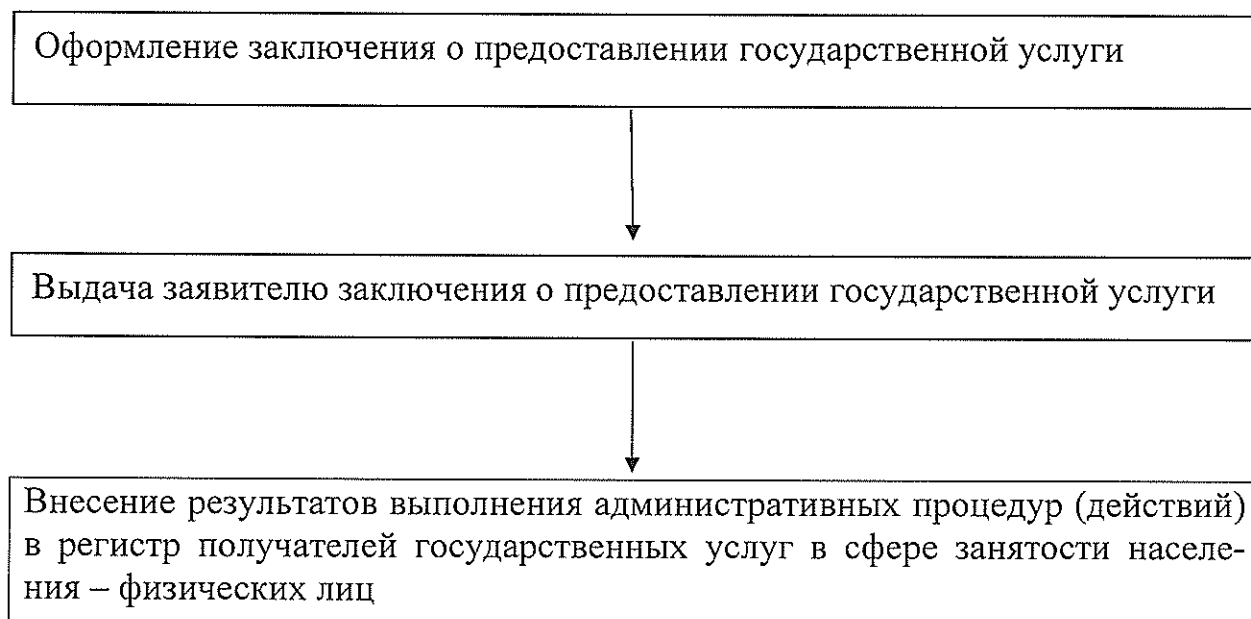 Оформление заключения о предоставлении государственной услуги
Выдача заявителю заключения о предоставлении государственной услуги
Внесение результатов выполнения административных процедур (действий)
в регистр получателей государственных услуг в сфере занятости населе-
ния – физических лиц